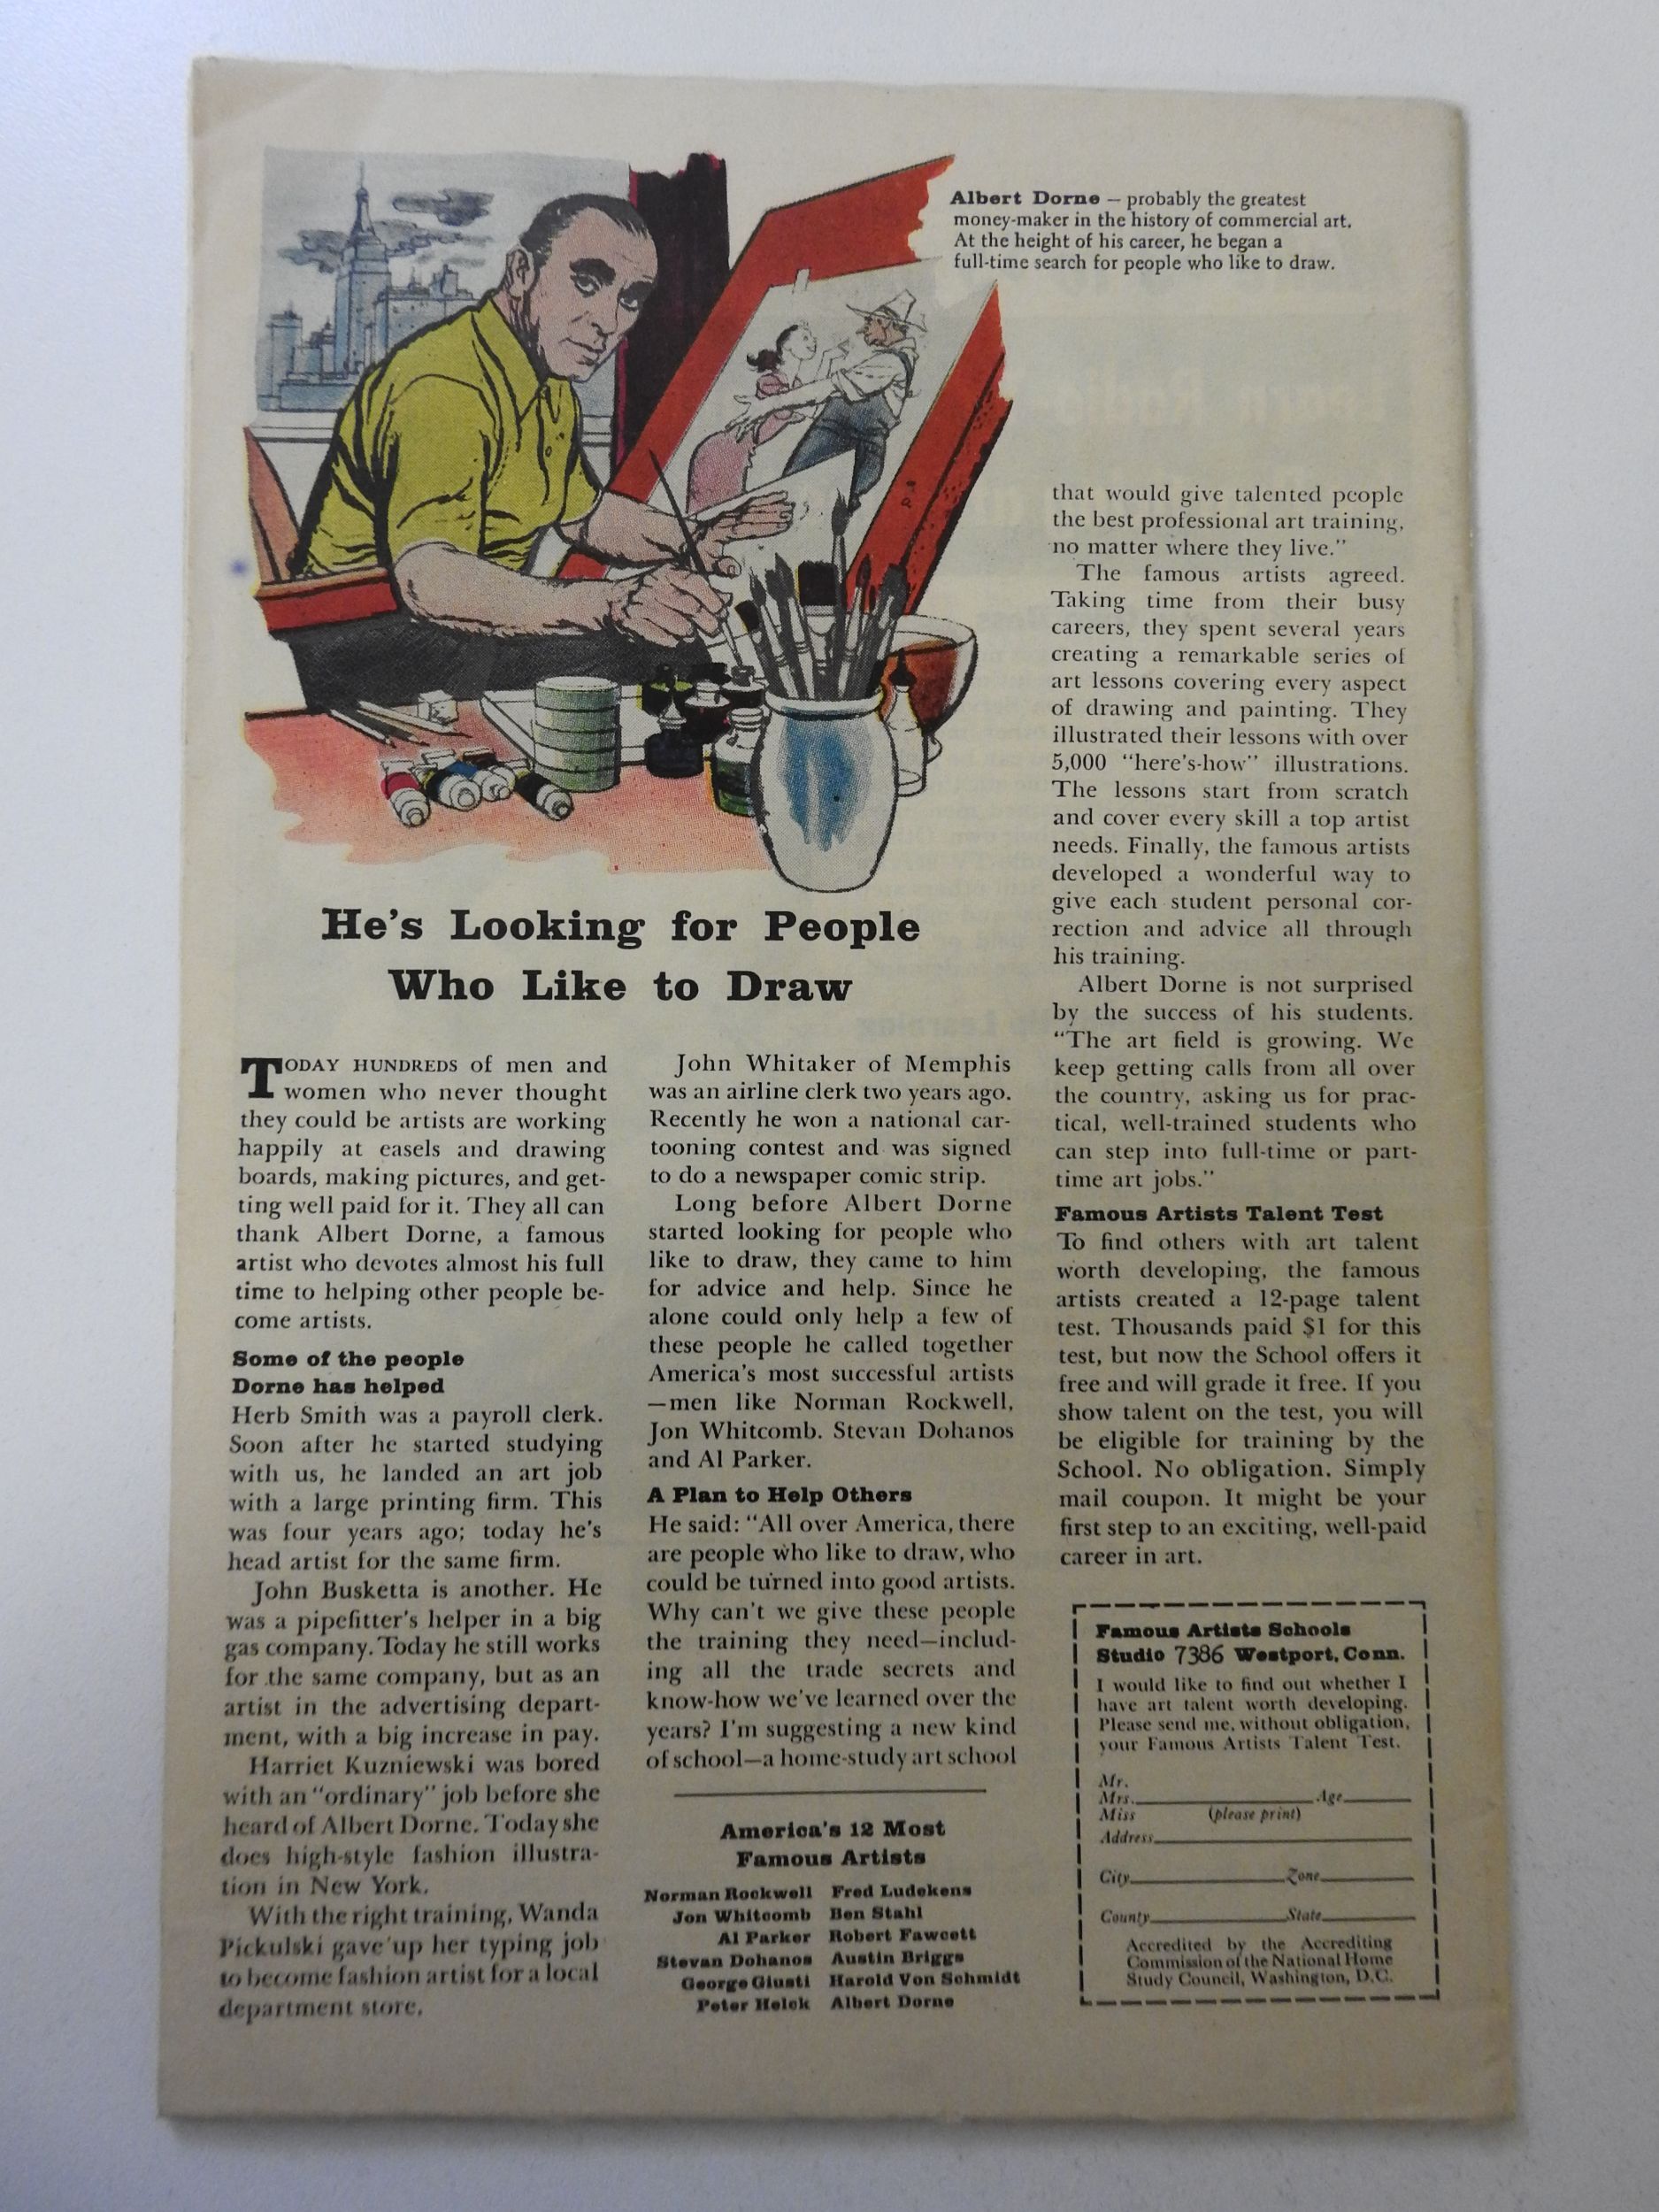 Albert Dorne — probably the greatest
money-maker in the history of commercial art.
At the height of his career, he began a
full-time search for people who like to draw.
He's Looking for People
Who Like to Draw
TODAY HUNDREDS of men and
women who never thought
they could be artists are working
happily at easels and drawing
boards, making pictures, and get-
ting well paid for it. They all can
thank Albert Dorne, a famous
artist who devotes almost his full
time to helping other people be-
come artists.
Some of the people
Dorne has helped
Herb Smith was a payroll clerk.
Soon after he started studying
with us, he landed an art job
with a large printing firm. This
was four years ago; today he's
head artist for the same firm.
John Busketta is another. He
was a pipefitter's helper in a big
gas company. Today he still works
for the same company, but as an
artist in the advertising depart-
ment, with a big increase in pay.
Harriet Kuzniewski was bored
with an "ordinary" job before she
heard of Albert Dorne. Today she
does high-style fashion illustra-
tion in New York.
With the right training, Wanda
Pickulski gave up her typing job
to become fashion artist for a local
department store.
John Whitaker of Memphis
was an airline clerk two years ago.
Recently he won a national car-
tooning contest and was signed
to do a newspaper comic strip.
Long before Albert Dorne
started looking for people who
like to draw, they came to him
for advice and help. Since he
alone could only help a few of
these people he called together
America's most successful artists
—men like Norman Rockwell,
Jon Whitcomb. Stevan Dohanos
and Al Parker.
A Plan to Help Others
He said: "All over America, there
are people who like to draw, who
could be turned into good artists.
Why can't we give these people
the training they need—includ-
ing all the trade secrets and
know-how we've learned over the
years? I'm suggesting a new kind
of school—a home-study art school
America's 12 Most
Famous Artists
Norman Rockwell Fred Ludekens
Jon Whitcomb Ben Stahl
Al Parker Robert Fawcett
Stevan Dohanos Austin Briggs
George Giusti Harold Von Schmidt
Peter Helck Albert Dorne
that would give talented people
the best professional art training,
no matter where they live."
The famous artists agreed.
Taking time from their busy
careers, they spent several years
creating a remarkable series of
art lessons covering every aspect
of drawing and painting. They
illustrated their lessons with over
5,000 "here's-how" illustrations.
The lessons start from scratch
and cover every skill a top artist
needs. Finally, the famous artists
developed a wonderful way to
give each student personal cor-
rection and advice all through
his training.
Albert Dorne is not surprised
by the success of his students.
"The art field is growing. We
keep getting calls from all over
the country, asking us for prac-
tical, well-trained students who
can step into full-time or part-
time art jobs."
Famous Artists Talent Test
To find others with art talent
worth developing, the famous
artists created a 12-page talent
test. Thousands paid $1 for this
test, but now the School offers it
free and will grade it free. If you
show talent on the test, you will
be eligible for training by the
School. No obligation. Simply
mail coupon. It might be your
first step to an exciting, well-paid
career in art.
Famous Artists Schools
Studio 7386 Westport, Conn.
I would like to find out whether I
have art talent worth developing.
Please send me, without obligation,
your Famous Artists Talent Test.
Mr.
Mrs. Age
Miss (please print)
Address
City Zone
County State
Accredited by the Accrediting
Commission of the National Home
Study Council, Washington, D.C.